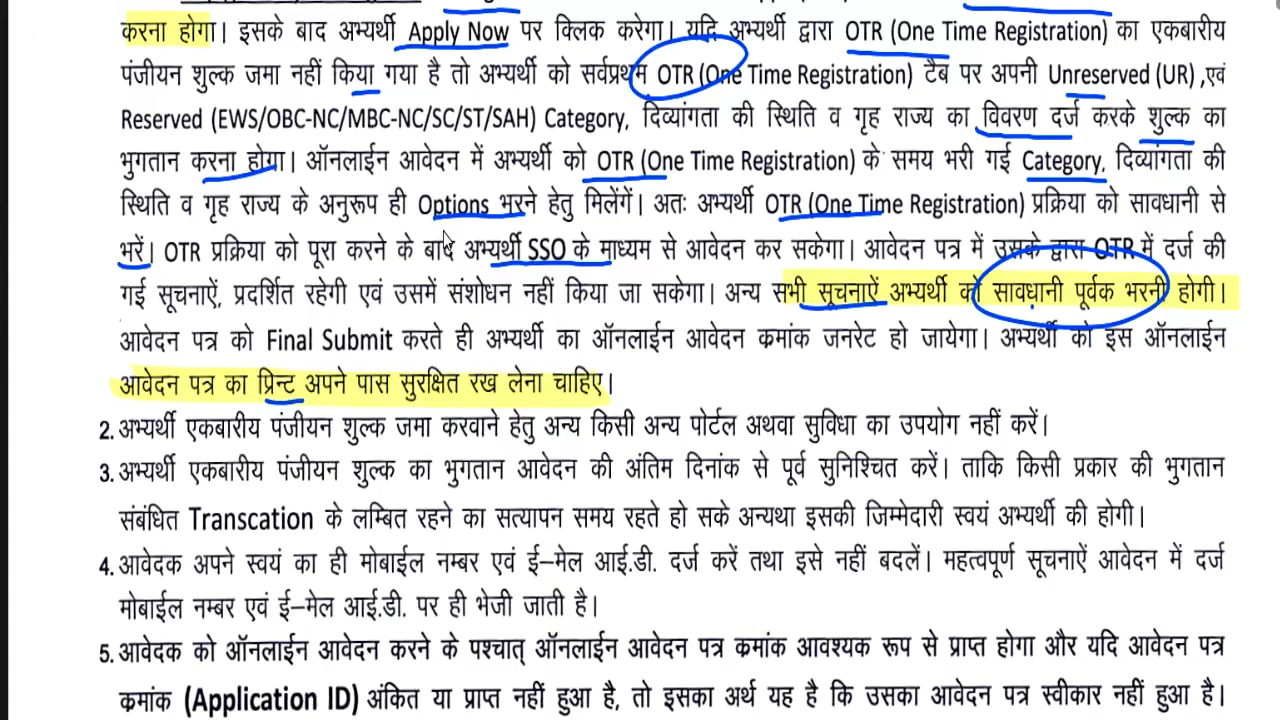 करना होगा। इसके बाद अभ्यर्थी Apply Now पर क्लिक करेगा। यदि अभ्यर्थी द्वारा OTR (One Time Registration) का एकबारीय
पंजीयन शुल्क जमा नहीं किया गया है तो अभ्यर्थी को सर्वप्रथम OTR (One Time Registration) टैब पर अपनी Unreserved (UR) ,एवं
Reserved (EWS/OBC-NC/MBC-NC/SC/ST/SAH) Category, दिव्यांगता की स्थिति व गृह राज्य का विवरण दर्ज करके शुल्क का
भुगतान करना होगा। ऑनलाईन आवेदन में अभ्यर्थी को OTR (One Time Registration) के समय भरी गई Category, दिव्यांगता की
स्थिति व गृह राज्य के अनुरूप ही Options भरने हेतु मिलेंगें। अतः अभ्यर्थी OTR (One Time Registration) प्रक्रिया को सावधानी से
भरें। OTR प्रक्रिया को पूरा करने के बाद अभ्यर्थी SSO के माध्यम से आवेदन कर सकेगा। आवेदन पत्र में उसके द्वारा OTR में दर्ज की
गई सूचनाऐं, प्रदर्शित रहेगी एवं उसमें संशोधन नहीं किया जा सकेगा। अन्य सभी सूचनाऐं अभ्यर्थी को सावधानी पूर्वक भरनी होगी।
आवेदन पत्र को Final Submit करते ही अभ्यर्थी का ऑनलाईन आवेदन क्रमांक जनरेट हो जायेगा। अभ्यर्थी को इस ऑनलाईन
आवेदन पत्र का प्रिन्ट अपने पास सुरक्षित रख लेना चाहिए।
2. अभ्यर्थी एकबारीय पंजीयन शुल्क जमा करवाने हेतु अन्य किसी अन्य पोर्टल अथवा सुविधा का उपयोग नहीं करें।
3. अभ्यर्थी एकबारीय पंजीयन शुल्क का भुगतान आवेदन की अंतिम दिनांक से पूर्व सुनिश्चित करें। ताकि किसी प्रकार की भुगतान
संबंधित Transcation के लम्बित रहने का सत्यापन समय रहते हो सके अन्यथा इसकी जिम्मेदारी स्वयं अभ्यर्थी की होगी।
4. आवेदक अपने स्वयं का ही मोबाईल नम्बर एवं ई–मेल आई.डी. दर्ज करें तथा इसे नहीं बदलें। महत्वपूर्ण सूचनाऐं आवेदन में दर्ज
मोबाईल नम्बर एवं ई–मेल आई.डी. पर ही भेजी जाती है।
5. आवेदक को ऑनलाईन आवेदन करने के पश्चात् ऑनलाईन आवेदन पत्र क्रमांक आवश्यक रूप से प्राप्त होगा और यदि आवेदन पत्र
क्रमांक (Application ID) अंकित या प्राप्त नहीं हुआ है, तो इसका अर्थ यह है कि उसका आवेदन पत्र स्वीकार नहीं हुआ है।